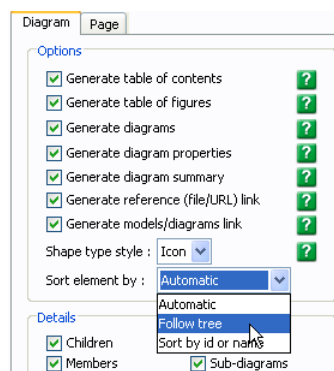 Diagram Page
Options
Generate table of contents ?
Generate table of figures ?
Generate diagrams ?
Generate diagram properties ?
Generate diagram summary ?
Generate reference (file/URL) link ?
Generate models/diagrams link ?
Shape type style : Icon ?
Sort element by : Automatic
Automatic
Follow tree
Sort by id or name
Details
Children
Members Sub-diagrams